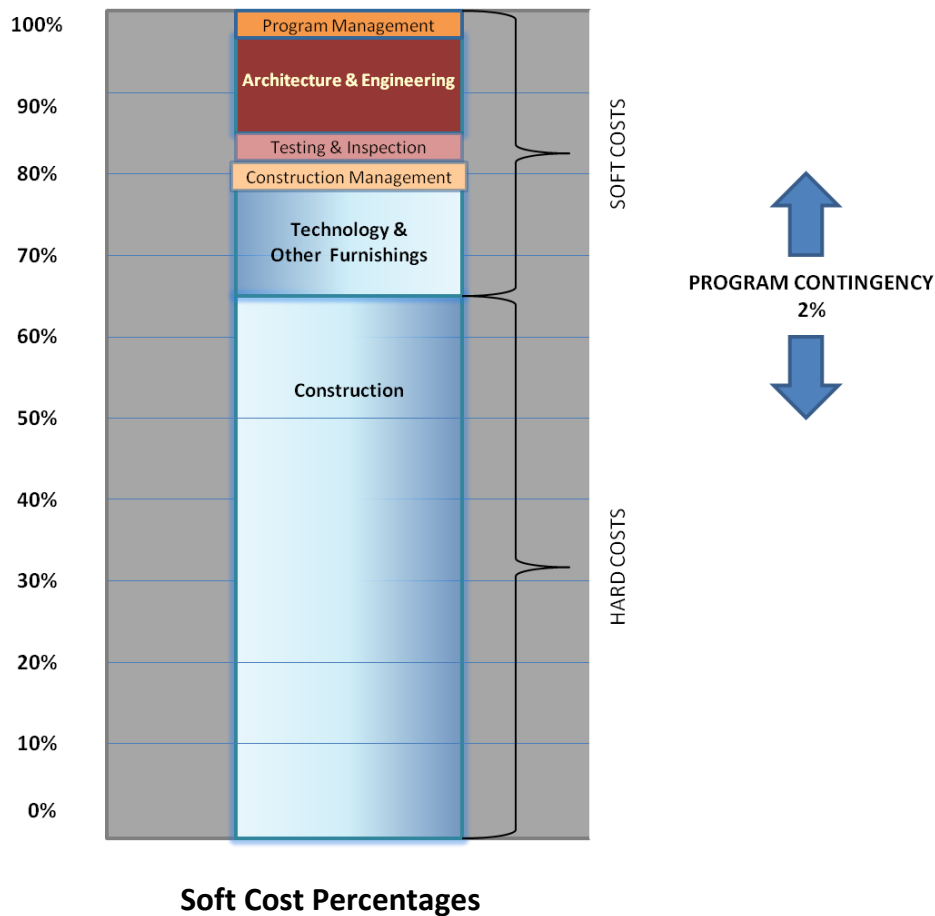 100%
90%
80%
70%
60%
50%
40%
30%
20%
10%
0%
Program Management
Architecture & Engineering
Testing & Inspection
Construction Management
Technology &
Other Furnishings
Construction
SOFT COSTS
HARD COSTS
PROGRAM CONTINGENCY
2%
Soft Cost Percentages